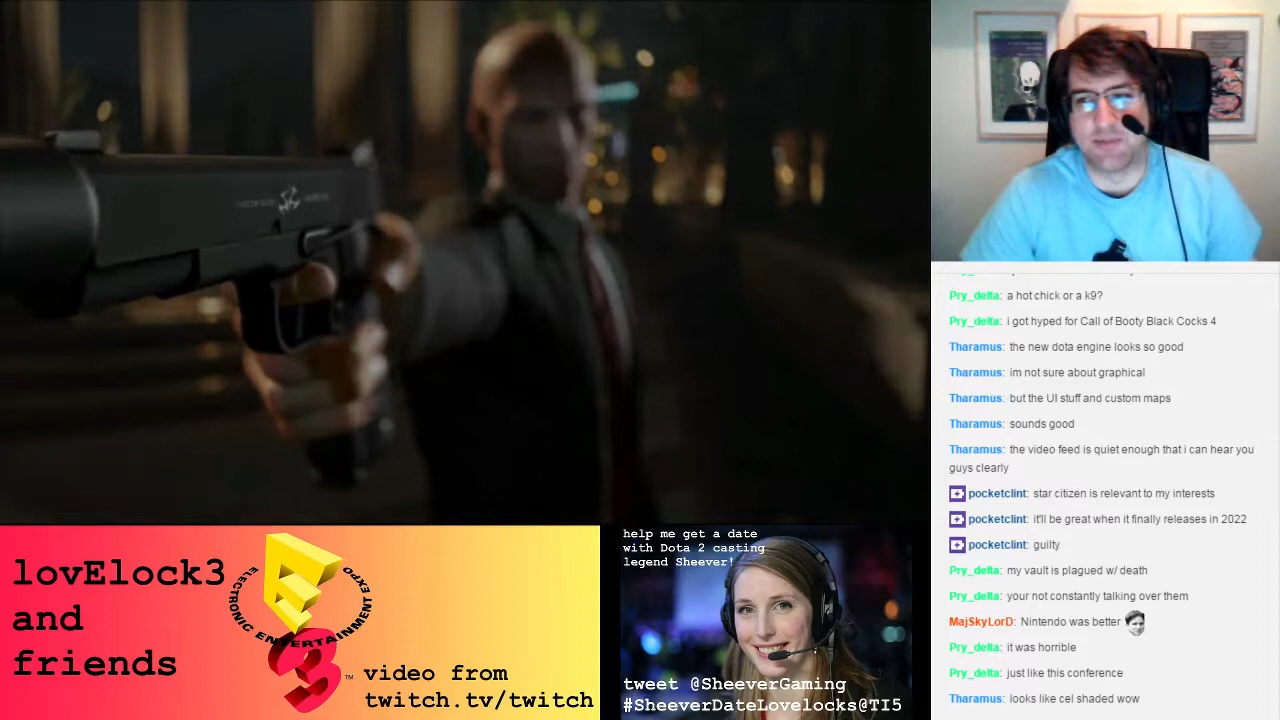 Pry_delta: a hot chick or a k9?
Pry_delta: i got hyped for Call of Booty Black Cocks 4
Tharamus: the new dota engine looks so good
Tharamus: im not sure about graphical
Tharamus: but the UI stuff and custom maps
Tharamus: sounds good
Tharamus: the video feed is quiet enough that i can hear you
guys clearly
pocketclint: star citizen is relevant to my interests
pocketclint: it'll be great when it finally releases in 2022
pocketclint: guilty
Pry_delta: my vault is plagued w/ death
Pry_delta: your not constantly talking over them
MajSkyLorD: Nintendo was better
Pry_delta: it was horrible
Pry_delta: just like this conference
Tharamus: looks like cel shaded wow
lovElock3
and
friends
ELECTRONIC ENTERTAINMENT EXPO
E3
TM
video from
twitch.tv/twitch
help me get a date
with Dota 2 casting
legend Sheever!
tweet @SheeverGaming
#SheeverDateLovelocks@TI5